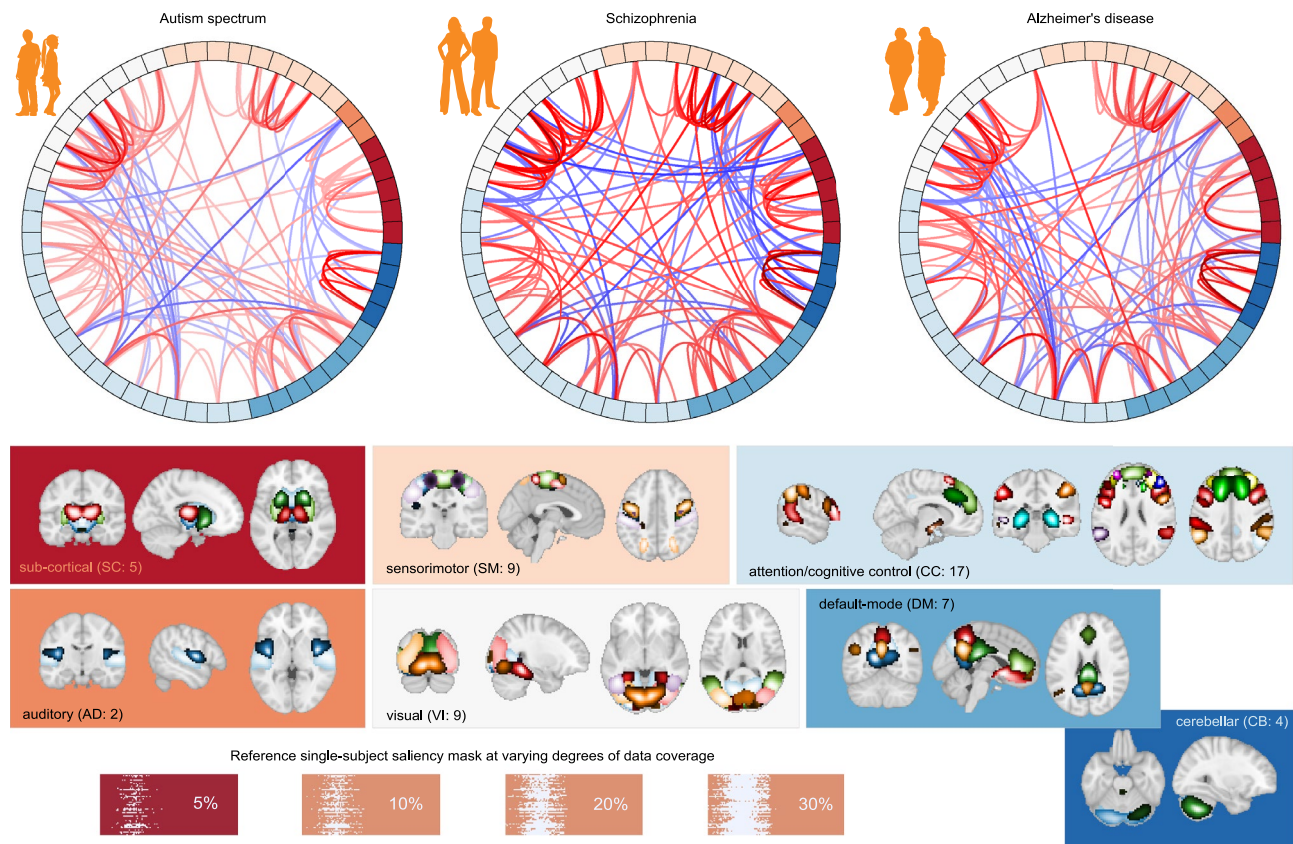 Autism spectrum
Schizophrenia
Alzheimer's disease
sub-cortical (SC: 5)
sensorimotor (SM: 9)
attention/cognitive control (CC: 17)
auditory (AD: 2)
visual (VI: 9)
default-mode (DM: 7)
cerebellar (CB: 4)
Reference single-subject saliency mask at varying degrees of data coverage
5%
10%
20%
30%